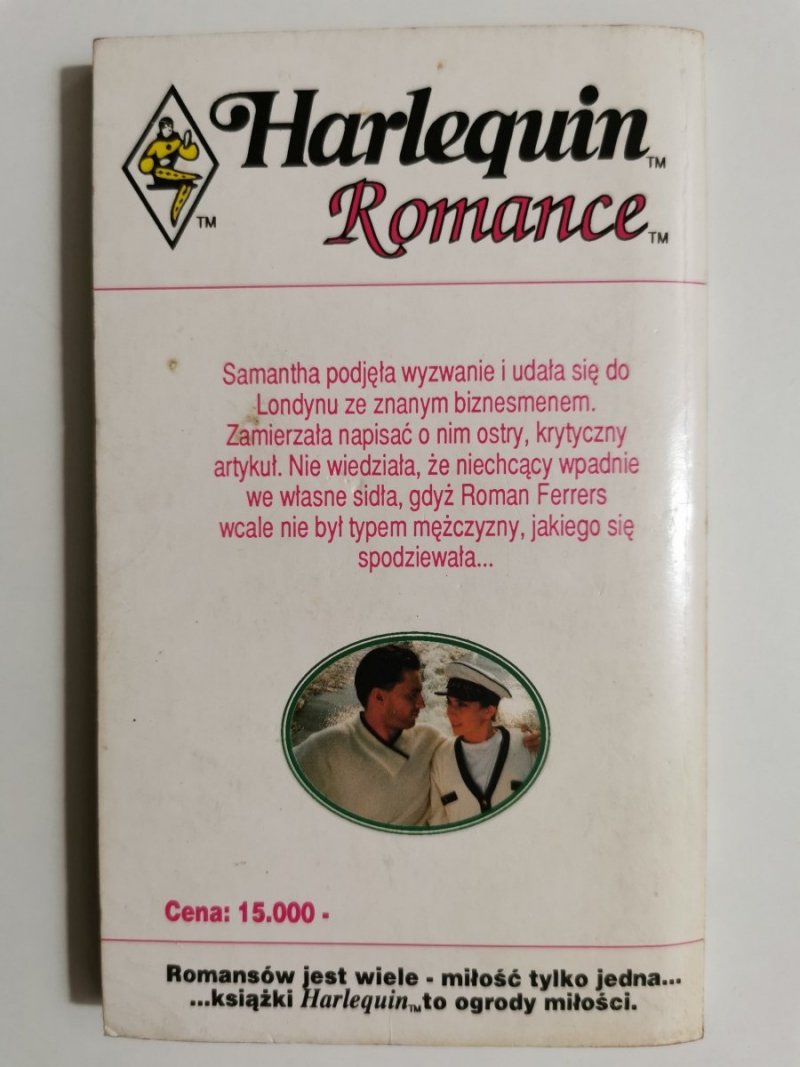 Harlequin™
™
Romance™
Samantha podjęła wyzwanie i udała się do
Londynu ze znanym biznesmenem.
Zamierzała napisać o nim ostry, krytyczny
artykuł. Nie wiedziała, że niechcący wpadnie
we własne sidła, gdyż Roman Ferrers
wcale nie był typem mężczyzny, jakiego się
spodziewała...
Cena: 15.000 -
Romansów jest wiele - miłość tylko jedna...
...książki Harlequin™ to ogrody miłości.